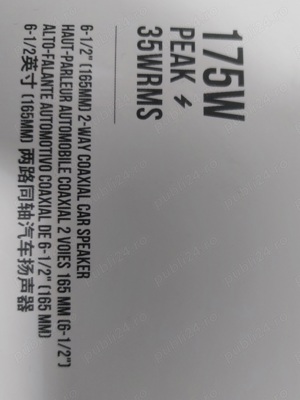 175W
PEAK
35WRMS
6-1/2" (165MM) 2-WAY COAXIAL CAR SPEAKER
HAUT-PARLEUR AUTOMOBILE COAXIAL 2 VOIES 165 MM (6-1/2")
ALTO-FALANTE AUTOMOTIVO COAXIAL DE 6-1/2" (165 MM)
6-1/2英寸 (165MM) 两路同轴汽车扬声器